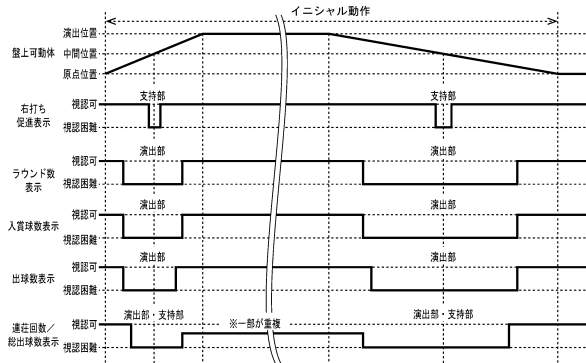 イニシャル動作
演出位置
盤上可動体 中間位置
原点位置
視認可 支持部 支持部
右打ち
促進表示
視認困難
視認可 演出部 演出部
ラウンド数
表示
視認困難
視認可 演出部 演出部
入賞球数表示
視認困難
視認可 演出部 演出部
出球数表示
視認困難
視認可 演出部・支持部 ※一部が重複 演出部・支持部
連荘回数／
総出球数表示
視認困難